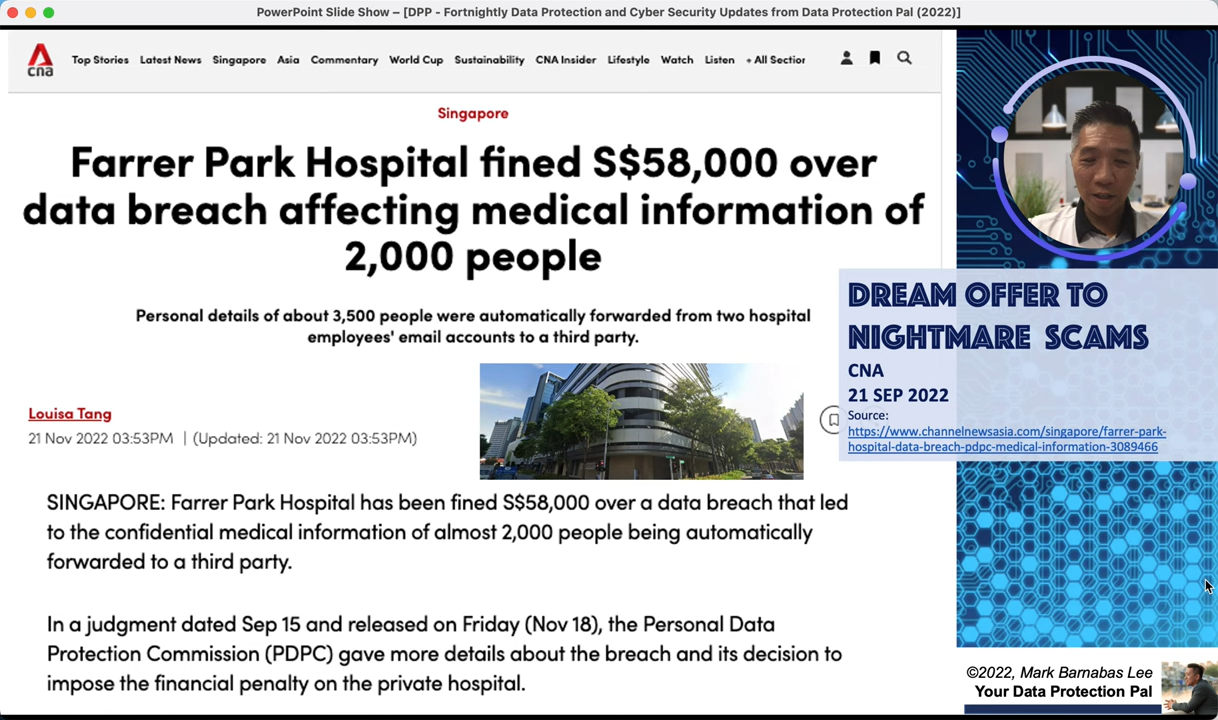 PowerPoint Slide Show – [DPP - Fortnightly Data Protection and Cyber Security Updates from Data Protection Pal (2022)]
cna
Top Stories Latest News Singapore Asia Commentary World Cup Sustainability CNA Insider Lifestyle Watch Listen + All Section
Singapore
Farrer Park Hospital fined S$58,000 over
data breach affecting medical information of
2,000 people
Personal details of about 3,500 people were automatically forwarded from two hospital
employees' email accounts to a third party.
Louisa Tang
21 Nov 2022 03:53PM | (Updated: 21 Nov 2022 03:53PM)
SINGAPORE: Farrer Park Hospital has been fined S$58,000 over a data breach that led
to the confidential medical information of almost 2,000 people being automatically
forwarded to a third party.
In a judgment dated Sep 15 and released on Friday (Nov 18), the Personal Data
Protection Commission (PDPC) gave more details about the breach and its decision to
impose the financial penalty on the private hospital.
DREAM OFFER TO
NIGHTMARE SCAMS
CNA
21 SEP 2022
Source:
https://www.channelnewsasia.com/singapore/farrer-park-
hospital-data-breach-pdpc-medical-information-3089466
©2022, Mark Barnabas Lee
Your Data Protection Pal